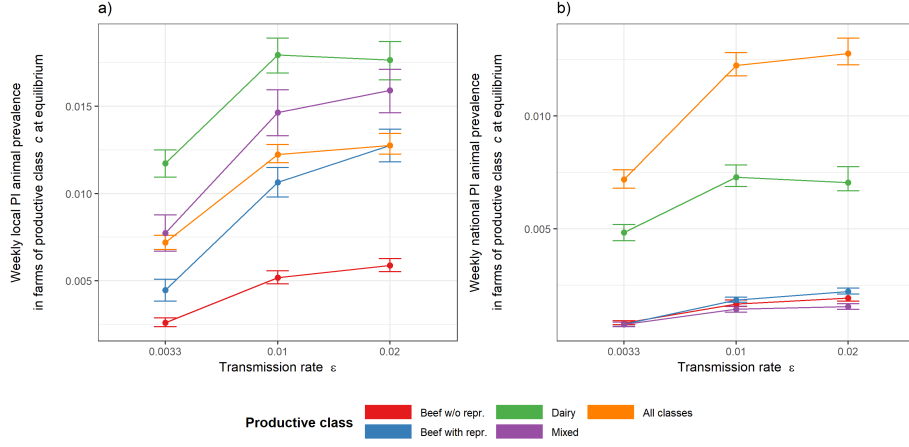 a)
Weekly local PI animal prevalence
in farms of productive class c at equilibrium
0.015
0.010
0.005
0.0033 0.01 0.02
Transmission rate ε
b)
Weekly national PI animal prevalence
in farms of productive class c at equilibrium
0.010
0.005
0.0033 0.01 0.02
Transmission rate ε
Productive class
Beef w/o repr. Dairy All classes
Beef with repr. Mixed